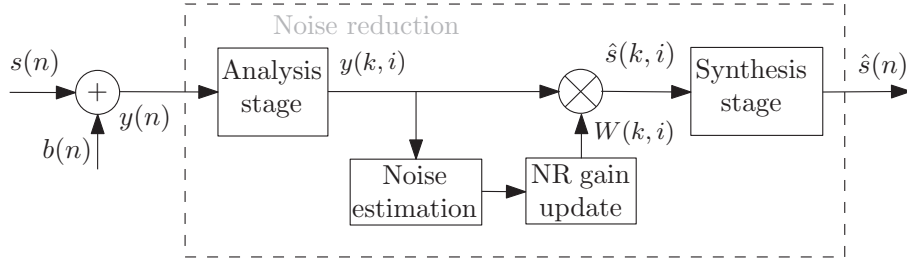 Noise reduction
s(n)
+
b(n)
y(n)
Analysis
stage
y(k, i)
Noise
estimation
NR gain
update
W(k, i)
ŝ(k, i)
Synthesis
stage
ŝ(n)